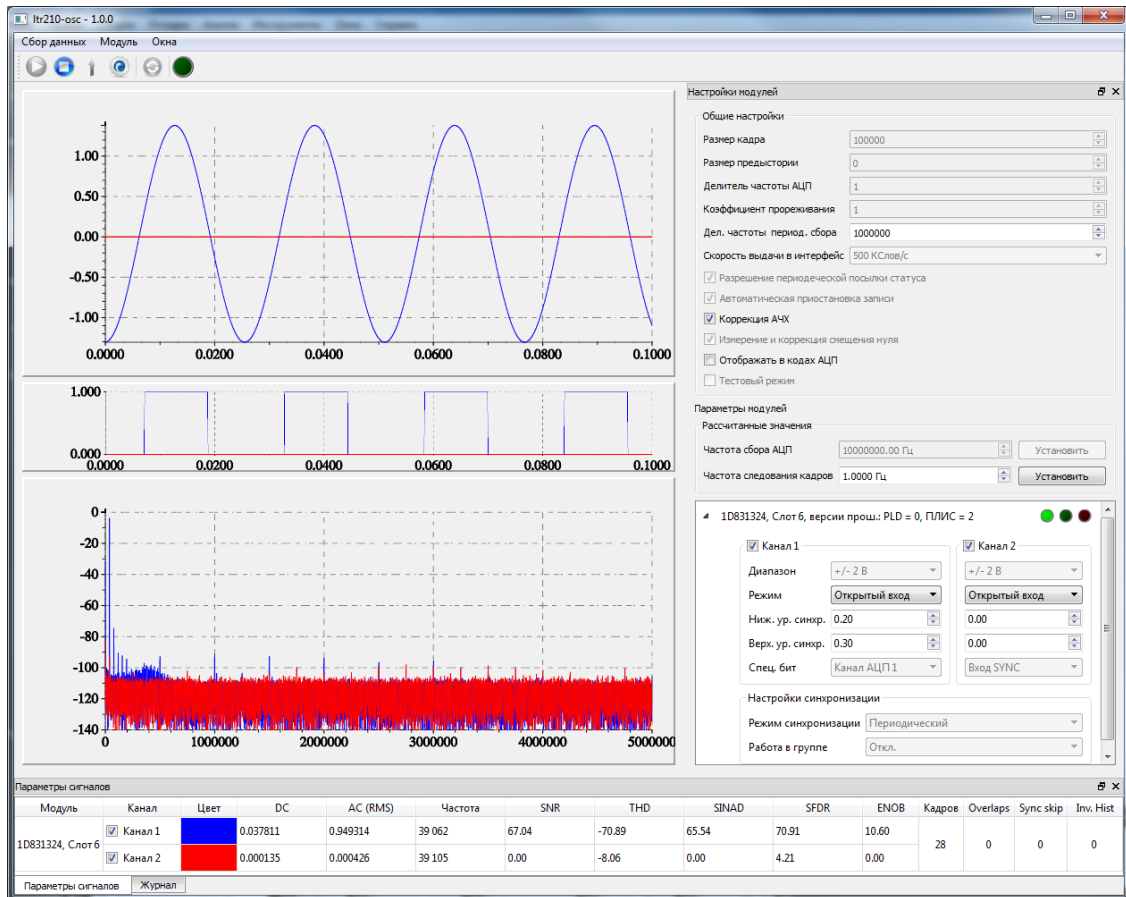 ltr210-osc - 1.0.0
Сбор данных Модуль Окна
1.00
0.50
0.00
-0.50
-1.00
0.0000 0.0200 0.0400 0.0600 0.0800 0.1000
1.000
0.000
0.0000 0.0200 0.0400 0.0600 0.0800 0.1000
0
-20
-40
-60
-80
-100
-120
-140
0 1000000 2000000 3000000 4000000 5000000
Настройки модулей
Общие настройки
Размер кадра 100000
Размер предыстории 0
Делитель частоты АЦП 1
Коэффициент прореживания 1
Дел. частоты период. сбора 1000000
Скорость выдачи в интерфейс 500 КСлов/с
Разрешение периодеческой посылки статуса
Автоматическая приостановка записи
Коррекция АЧХ
Измерение и коррекция смещения нуля
Отображать в кодах АЦП
Тестовый режим
Параметры модулей
Рассчитанные значения
Частота сбора АЦП 10000000.00 Гц Установить
Частота следования кадров 1.0000 Гц Установить
1D831324, Слот 6, версии прош.: PLD = 0, ПЛИС = 2
Канал 1 Канал 2
Диапазон +/- 2 В +/- 2 В
Режим Открытый вход Открытый вход
Ниж. ур. синхр. 0.20 0.00
Верх. ур. синхр. 0.30 0.00
Спец. бит Канал АЦП 1 Вход SYNC
Настройки синхронизации
Режим синхронизации Периодический
Работа в группе Откл.
Параметры сигналов
Модуль Канал Цвет DC AC (RMS) Частота SNR THD SINAD SFDR ENOB Кадров Overlaps Sync skip Inv. Hist
1D831324, Слот 6 Канал 1 0.037811 0.949314 39 062 67.04 -70.89 65.54 70.91 10.60 28 0 0 0
Канал 2 0.000135 0.000426 39 105 0.00 -8.06 0.00 4.21 0.00
Параметры сигналов Журнал